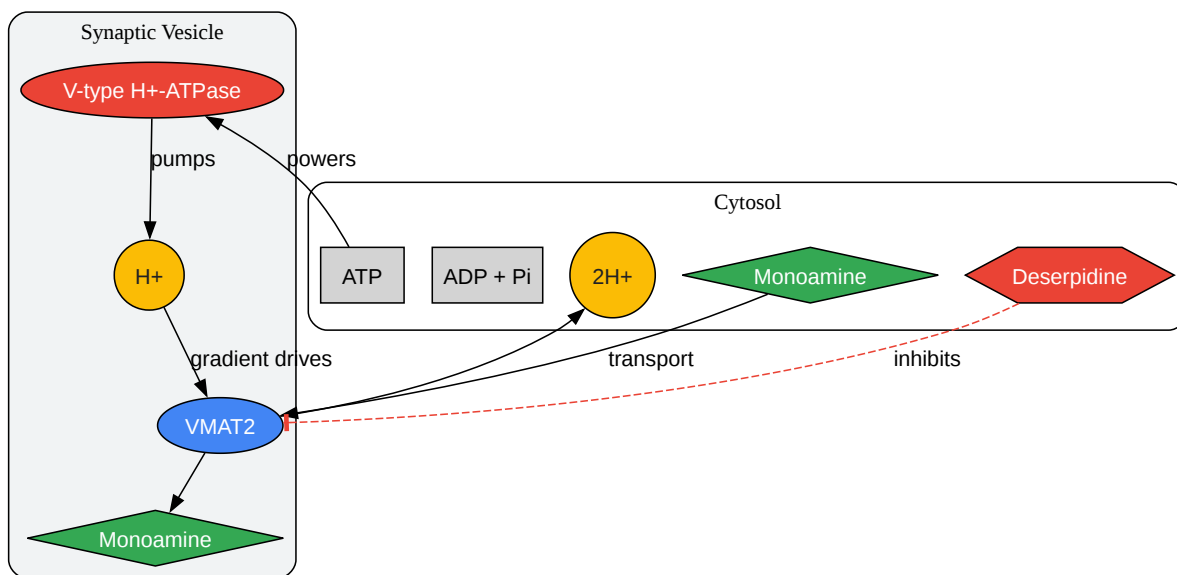 Synaptic Vesicle
V-type H+-ATPase
pumps
powers
Cytosol
H+
ATP
ADP + Pi
2H+
Monoamine
Deserpidine
gradient drives
transport
inhibits
VMAT2
Monoamine